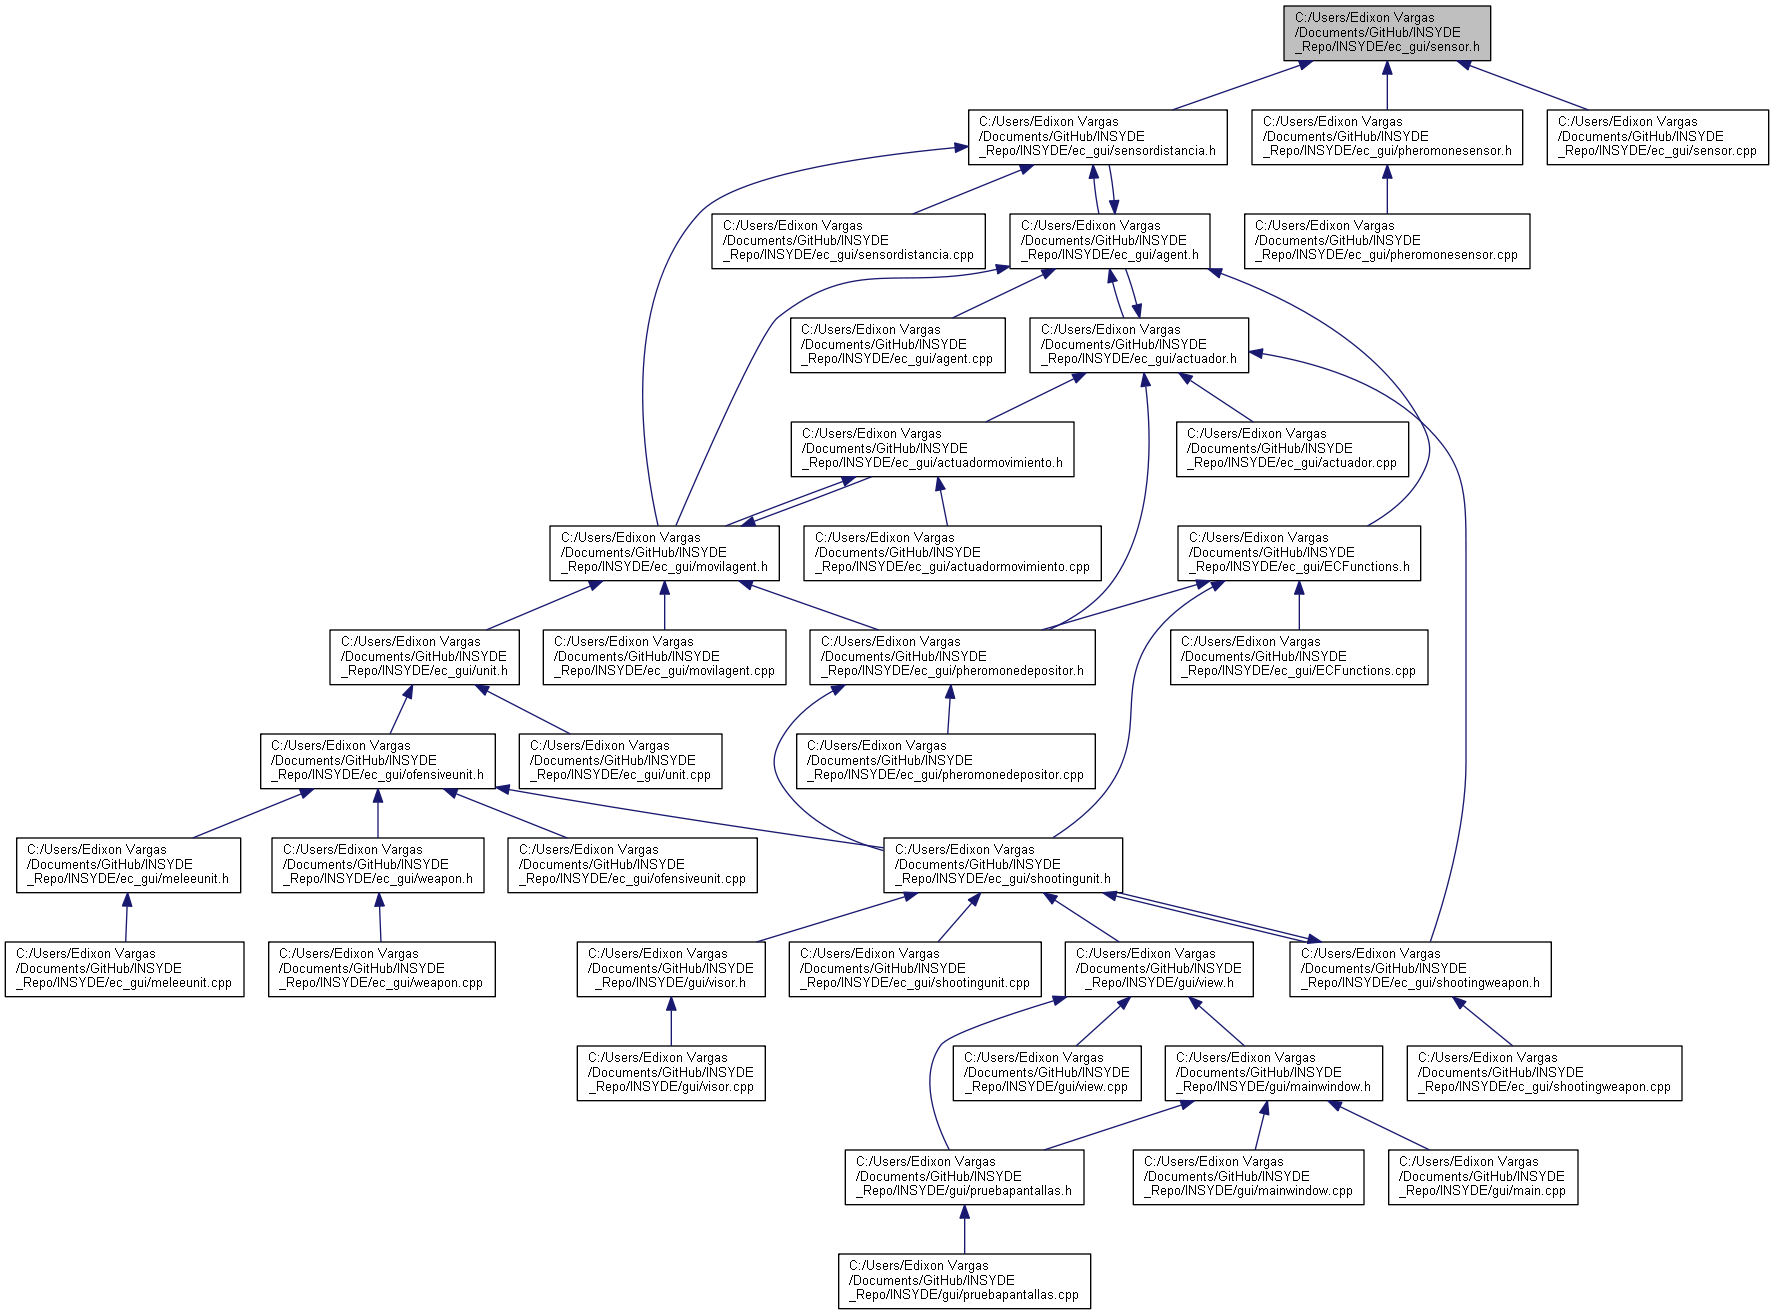 C:/Users/Edixon Vargas
/Documents/GitHub/INSYDE
_Repo/INSYDE/ec_gui/sensor.h
C:/Users/Edixon Vargas
/Documents/GitHub/INSYDE
_Repo/INSYDE/ec_gui/sensordistancia.h
C:/Users/Edixon Vargas
/Documents/GitHub/INSYDE
_Repo/INSYDE/ec_gui/pheromonesensor.h
C:/Users/Edixon Vargas
/Documents/GitHub/INSYDE
_Repo/INSYDE/ec_gui/sensor.cpp
C:/Users/Edixon Vargas
/Documents/GitHub/INSYDE
_Repo/INSYDE/ec_gui/sensordistancia.cpp
C:/Users/Edixon Vargas
/Documents/GitHub/INSYDE
_Repo/INSYDE/ec_gui/agent.h
C:/Users/Edixon Vargas
/Documents/GitHub/INSYDE
_Repo/INSYDE/ec_gui/pheromonesensor.cpp
C:/Users/Edixon Vargas
/Documents/GitHub/INSYDE
_Repo/INSYDE/ec_gui/agent.cpp
C:/Users/Edixon Vargas
/Documents/GitHub/INSYDE
_Repo/INSYDE/ec_gui/actuador.h
C:/Users/Edixon Vargas
/Documents/GitHub/INSYDE
_Repo/INSYDE/ec_gui/actuadormovimiento.h
C:/Users/Edixon Vargas
/Documents/GitHub/INSYDE
_Repo/INSYDE/ec_gui/actuador.cpp
C:/Users/Edixon Vargas
/Documents/GitHub/INSYDE
_Repo/INSYDE/ec_gui/movilagent.h
C:/Users/Edixon Vargas
/Documents/GitHub/INSYDE
_Repo/INSYDE/ec_gui/actuadormovimiento.cpp
C:/Users/Edixon Vargas
/Documents/GitHub/INSYDE
_Repo/INSYDE/ec_gui/ECFunctions.h
C:/Users/Edixon Vargas
/Documents/GitHub/INSYDE
_Repo/INSYDE/ec_gui/unit.h
C:/Users/Edixon Vargas
/Documents/GitHub/INSYDE
_Repo/INSYDE/ec_gui/movilagent.cpp
C:/Users/Edixon Vargas
/Documents/GitHub/INSYDE
_Repo/INSYDE/ec_gui/pheromonedepositor.h
C:/Users/Edixon Vargas
/Documents/GitHub/INSYDE
_Repo/INSYDE/ec_gui/ECFunctions.cpp
C:/Users/Edixon Vargas
/Documents/GitHub/INSYDE
_Repo/INSYDE/ec_gui/ofensiveunit.h
C:/Users/Edixon Vargas
/Documents/GitHub/INSYDE
_Repo/INSYDE/ec_gui/unit.cpp
C:/Users/Edixon Vargas
/Documents/GitHub/INSYDE
_Repo/INSYDE/ec_gui/pheromonedepositor.cpp
C:/Users/Edixon Vargas
/Documents/GitHub/INSYDE
_Repo/INSYDE/ec_gui/meleeunit.h
C:/Users/Edixon Vargas
/Documents/GitHub/INSYDE
_Repo/INSYDE/ec_gui/weapon.h
C:/Users/Edixon Vargas
/Documents/GitHub/INSYDE
_Repo/INSYDE/ec_gui/ofensiveunit.cpp
C:/Users/Edixon Vargas
/Documents/GitHub/INSYDE
_Repo/INSYDE/ec_gui/shootingunit.h
C:/Users/Edixon Vargas
/Documents/GitHub/INSYDE
_Repo/INSYDE/ec_gui/meleeunit.cpp
C:/Users/Edixon Vargas
/Documents/GitHub/INSYDE
_Repo/INSYDE/ec_gui/weapon.cpp
C:/Users/Edixon Vargas
/Documents/GitHub/INSYDE
_Repo/INSYDE/gui/visor.h
C:/Users/Edixon Vargas
/Documents/GitHub/INSYDE
_Repo/INSYDE/ec_gui/shootingunit.cpp
C:/Users/Edixon Vargas
/Documents/GitHub/INSYDE
_Repo/INSYDE/gui/view.h
C:/Users/Edixon Vargas
/Documents/GitHub/INSYDE
_Repo/INSYDE/ec_gui/shootingweapon.h
C:/Users/Edixon Vargas
/Documents/GitHub/INSYDE
_Repo/INSYDE/gui/visor.cpp
C:/Users/Edixon Vargas
/Documents/GitHub/INSYDE
_Repo/INSYDE/gui/view.cpp
C:/Users/Edixon Vargas
/Documents/GitHub/INSYDE
_Repo/INSYDE/gui/mainwindow.h
C:/Users/Edixon Vargas
/Documents/GitHub/INSYDE
_Repo/INSYDE/ec_gui/shootingweapon.cpp
C:/Users/Edixon Vargas
/Documents/GitHub/INSYDE
_Repo/INSYDE/gui/pruebapantallas.h
C:/Users/Edixon Vargas
/Documents/GitHub/INSYDE
_Repo/INSYDE/gui/mainwindow.cpp
C:/Users/Edixon Vargas
/Documents/GitHub/INSYDE
_Repo/INSYDE/gui/main.cpp
C:/Users/Edixon Vargas
/Documents/GitHub/INSYDE
_Repo/INSYDE/gui/pruebapantallas.cpp